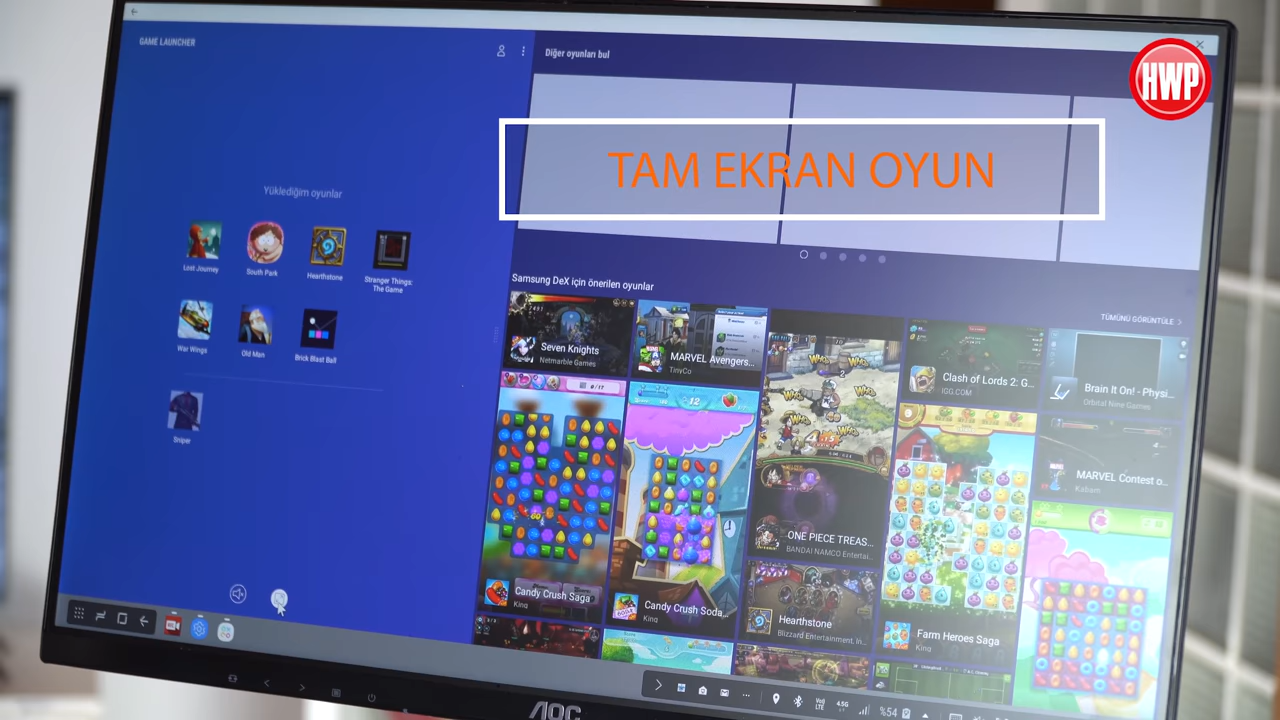 GAME LAUNCHER
Diğer oyunları bul
HWP
TAM EKRAN OYUN
Yüklediğim oyunlar
Lost Journey
South Park
Hearthstone
Stranger Things:
The Game
War Wings
Old Man
Brick Blast Ball
Sniper
Samsung DeX için önerilen oyunlar
TÜMÜNÜ GÖRÜNTÜLE
Seven Knights
Netmarble Games
MARVEL Avengers...
TinyCo
Clash of Lords 2: G...
IGG.COM
Brain It On! - Physi...
Orbital Nine Games
MARVEL Contest o...
Kabam
ONE PIECE TREAS...
BANDAI NAMCO Enterta...
Candy Crush Saga
King
Candy Crush Soda...
King
Hearthstone
Blizzard Entertainment, In...
Farm Heroes Saga
King
4.5G
%54
AOC